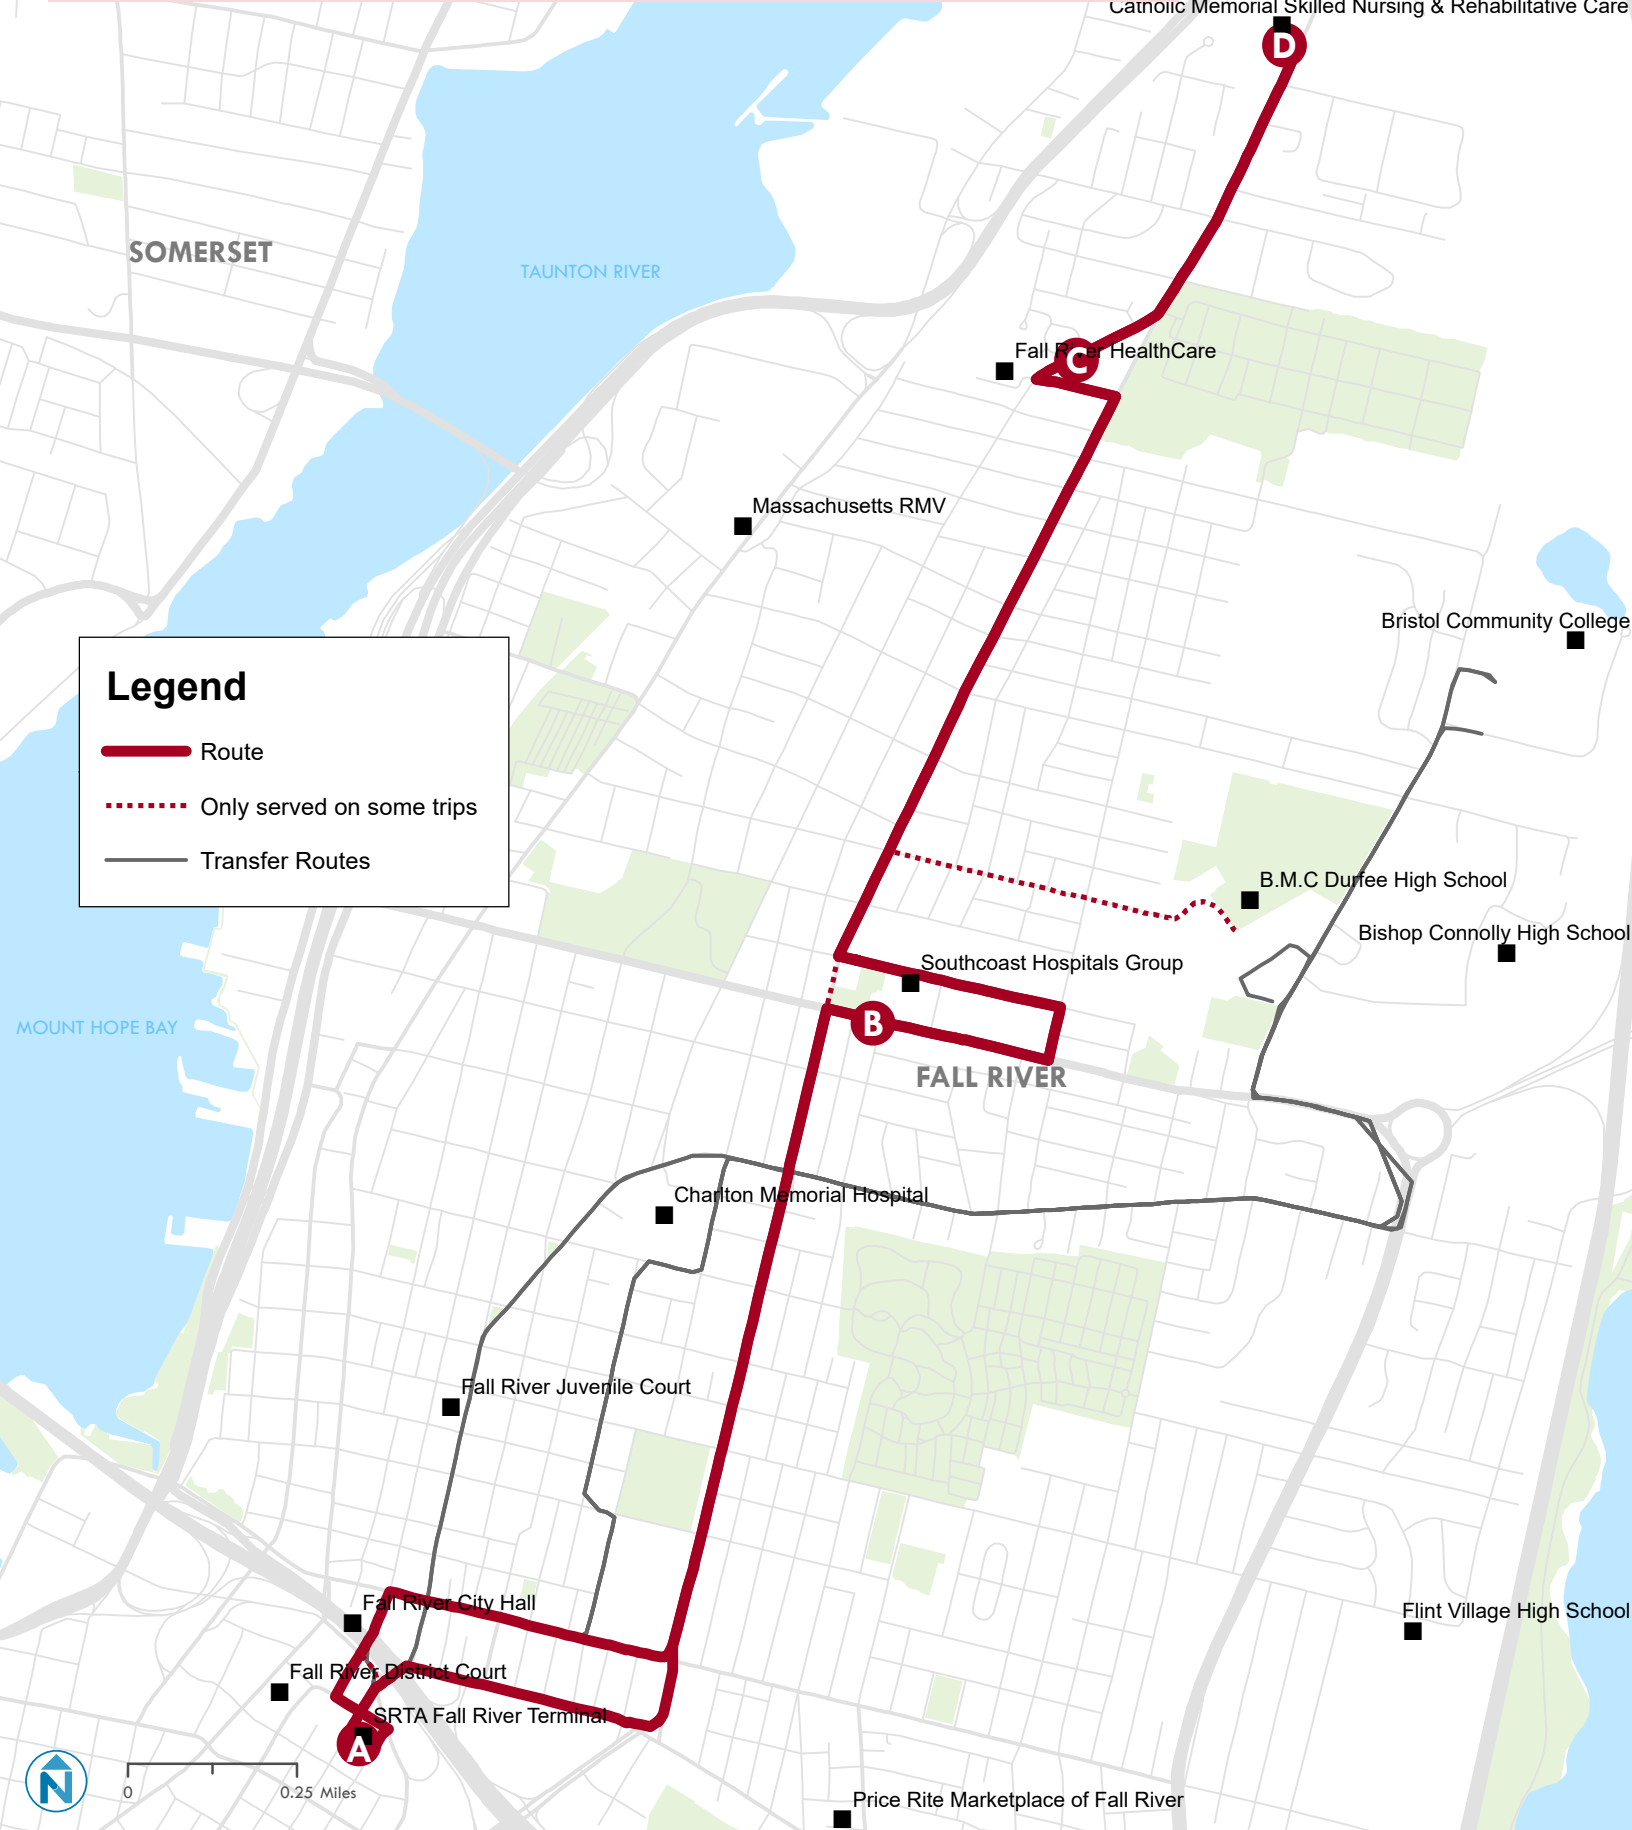 Catholic Memorial Skilled Nursing & Rehabilitative Care
D
SOMERSET
TAUNTON RIVER
Fall River HealthCare
C
Massachusetts RMV
Bristol Community College
Legend
Route
Only served on some trips
Transfer Routes
B.M.C Durfee High School
Bishop Connolly High School
Southcoast Hospitals Group
MOUNT HOPE BAY
B
FALL RIVER
Charlton Memorial Hospital
Fall River Juvenile Court
Fall River City Hall
Flint Village High School
Fall River District Court
SRTA Fall River Terminal
A
N
0 0.25 Miles
Price Rite Marketplace of Fall River